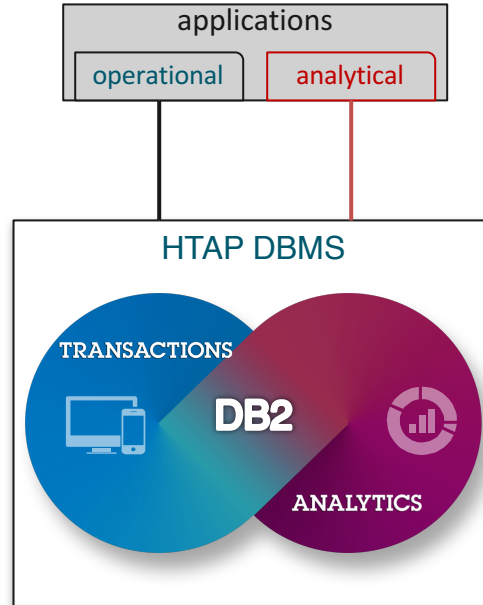 applications
operational
analytical
HTAP DBMS
TRANSACTIONS
DB2
ANALYTICS